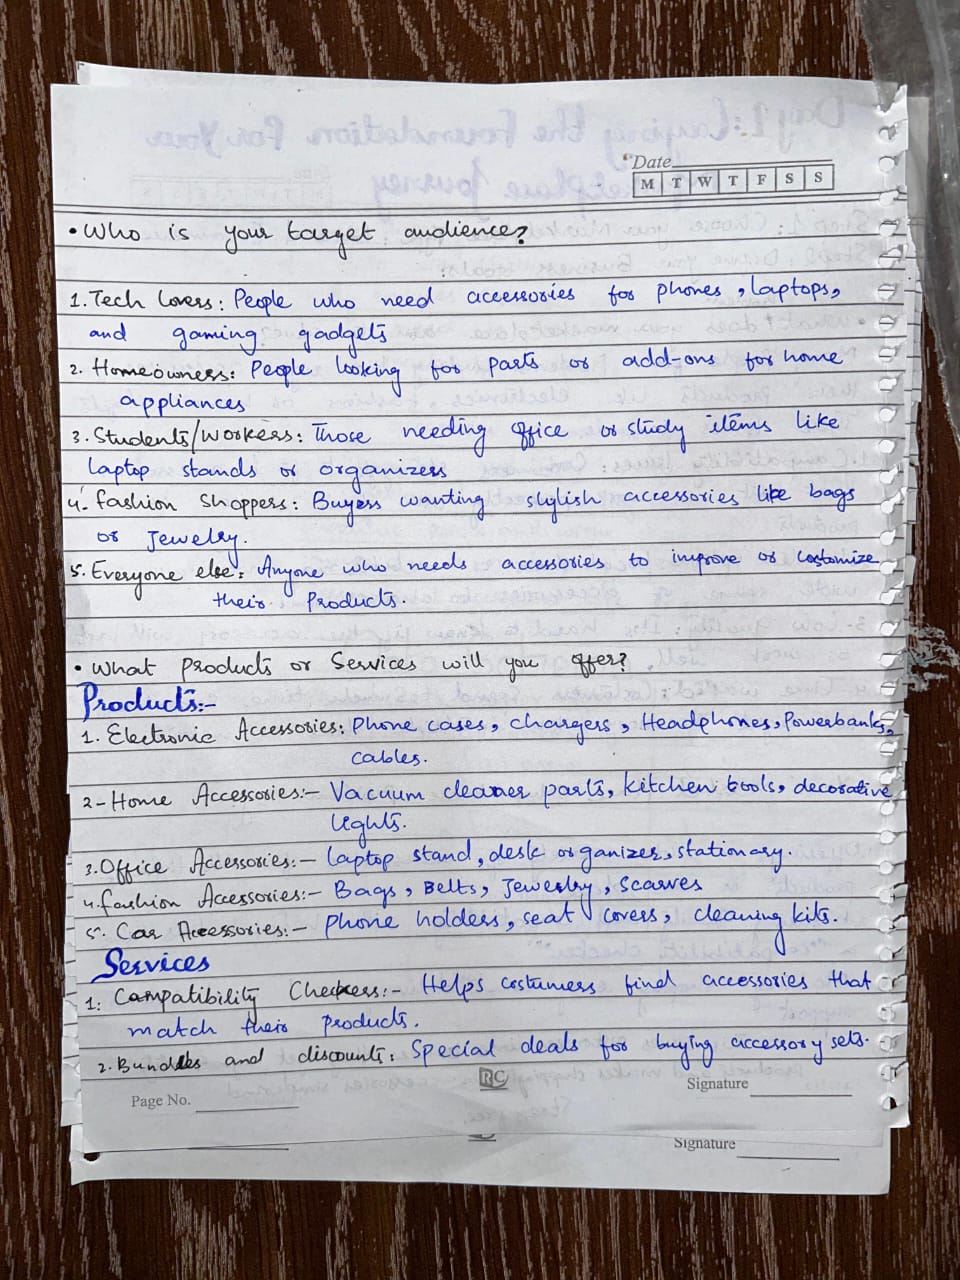 Date
M T W T F S S
• Who is your target audience?
1. Tech Lovers: People who need accessories for phones, laptops,
and gaming gadgets
2. Homeowners: People looking for parts or add-ons for home
appliances
3. Students/Workers: Those needing office or study items like
laptop stands or organizers
4. Fashion Shoppers: Buyers wanting stylish accessories like bags
or Jewelry.
5. Everyone else: Anyone who needs accessories to improve or costomize
their Products.
• What products or Services will you offer?
Products:-
1. Electronic Accessories: Phone cases, chargers, Headphones, Powerbanks,
cables.
2- Home Accessories:- Vacuum cleaner parts, kitchen tools, decorative
lights.
3. Office Accessories:- laptop stand, desk organizer, stationary.
4. Fashion Accessories:- Bags, Belts, Jewelry, Scarves
5. Car Accessories:- Phone holders, seat covers, cleaning kits.
Services
1. Campatibility Checkers:- Helps costumers find accessories that
match their Products.
2. Bundles and discounts: Special deals for buying accessory sets.
RC
Page No.
Signature
Signature